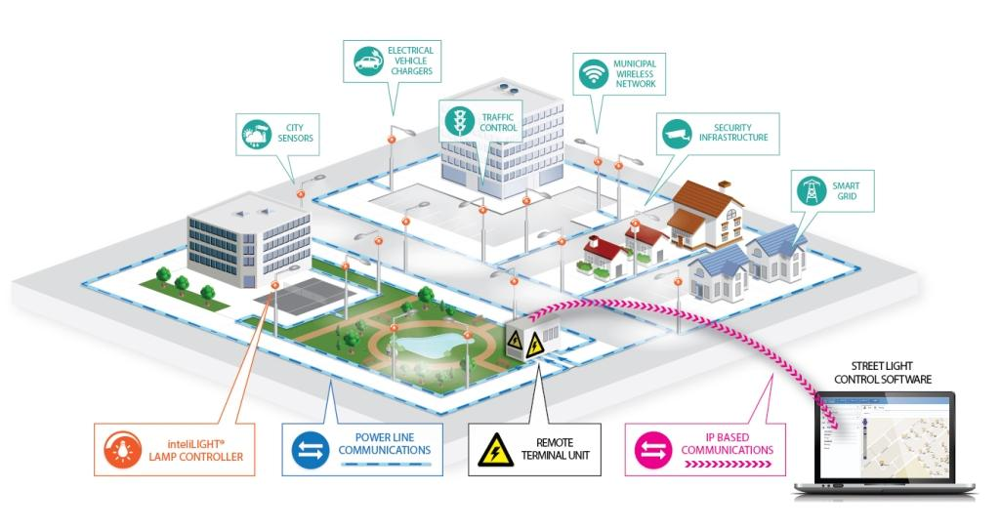 ELECTRICAL
VEHICLE
CHARGERS
MUNICIPAL
WIRELESS
NETWORK
CITY
SENSORS
TRAFFIC
CONTROL
SECURITY
INFRASTRUCTURE
SMART
GRID
STREET LIGHT
CONTROL SOFTWARE
inteliLIGHT®
LAMP CONTROLLER
POWER LINE
COMMUNICATIONS
REMOTE
TERMINAL UNIT
IP BASED
COMMUNICATIONS